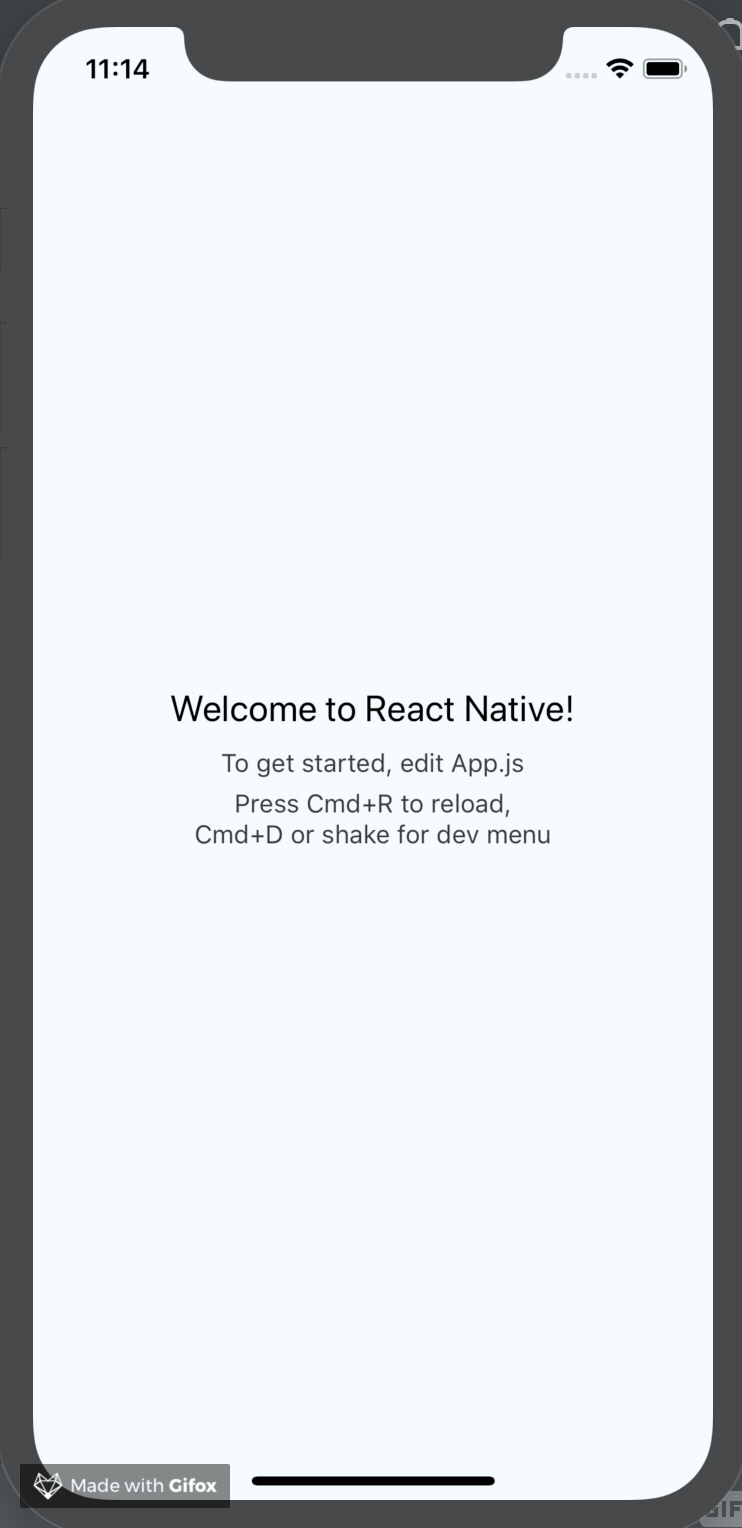 11:14
Welcome to React Native!
To get started, edit App.js
Press Cmd+R to reload,
Cmd+D or shake for dev menu
Made with Gifox
GIF